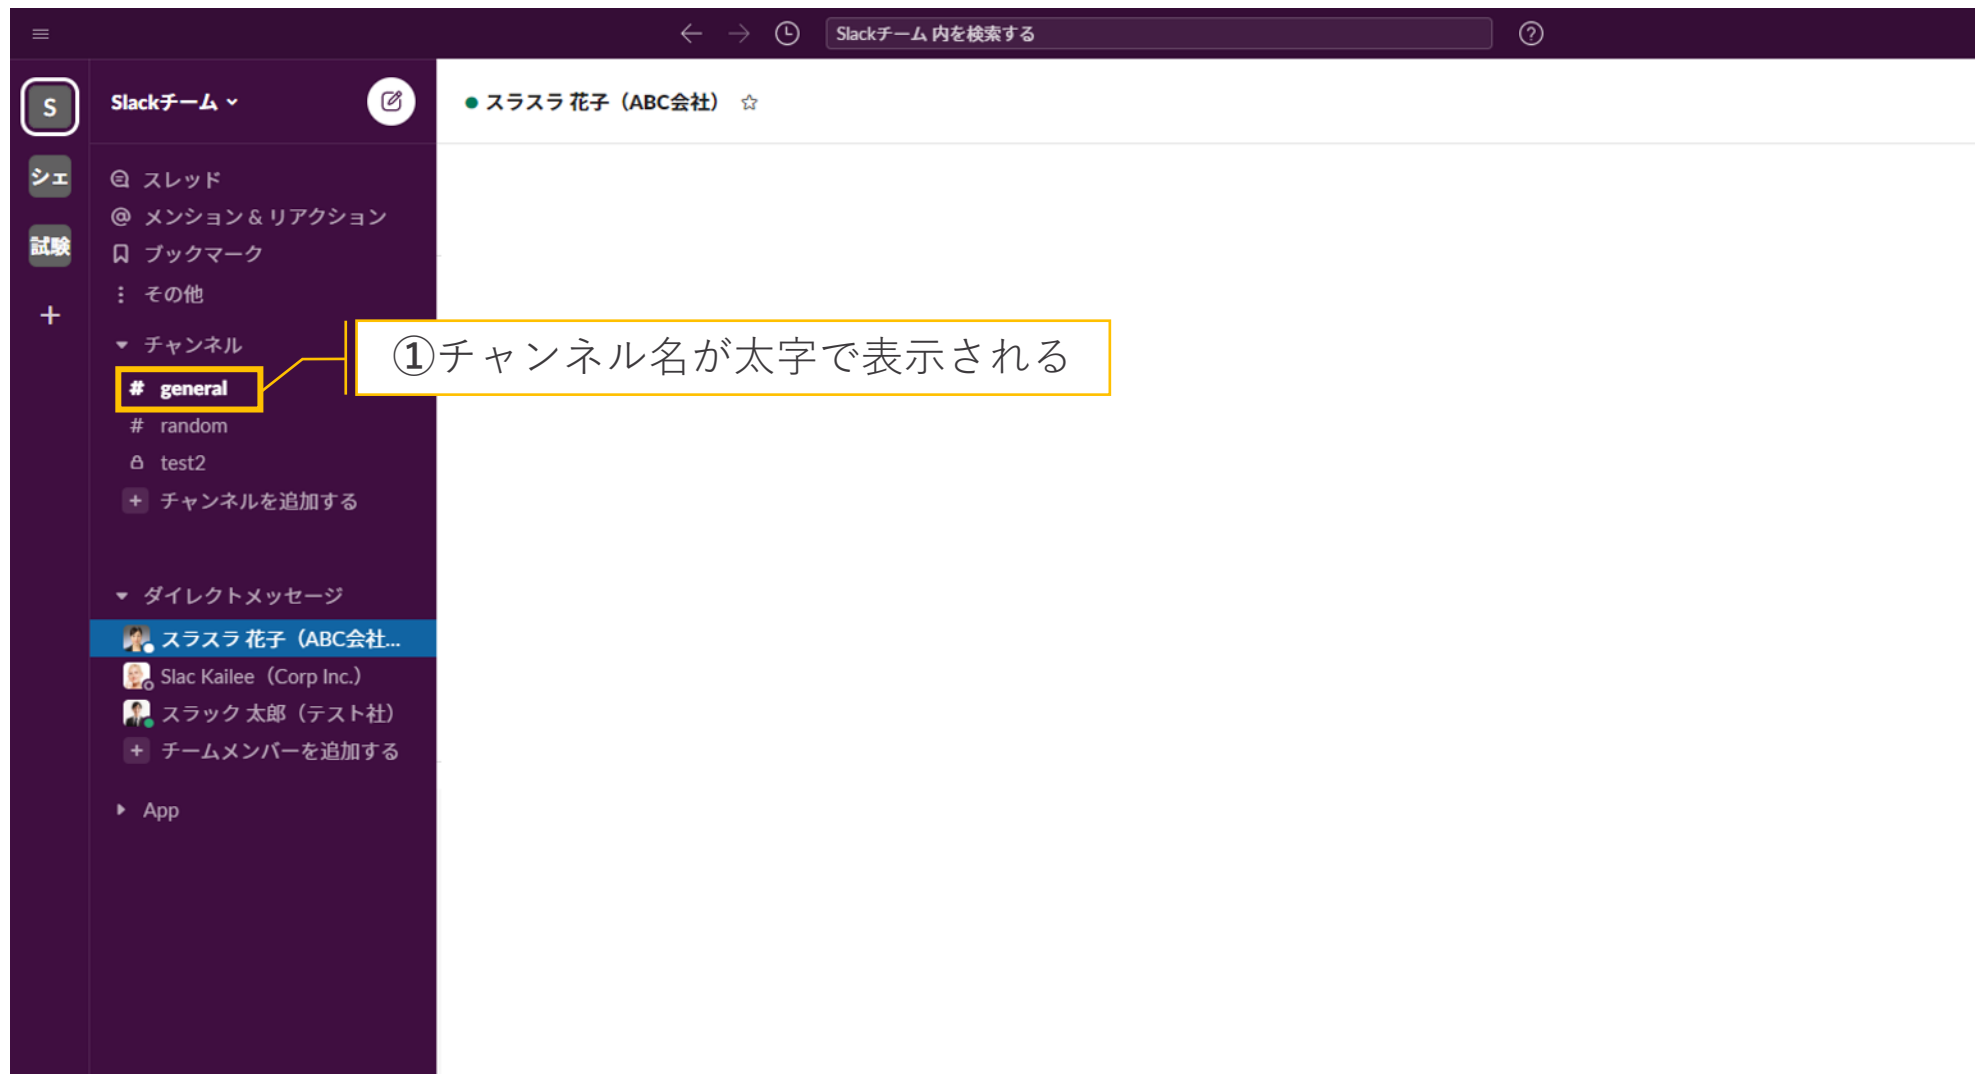 Slackチーム 内を検索する
S
シェ
試験
Slackチーム
スレッド
@ メンション & リアクション
ブックマーク
その他
チャンネル
# general
# random
test2
+ チャンネルを追加する
ダイレクトメッセージ
スラスラ 花子（ABC会社...
Slac Kailee（Corp Inc.）
スラック 太郎（テスト社）
+ チームメンバーを追加する
App
スラスラ 花子（ABC会社）
①チャンネル名が太字で表示される